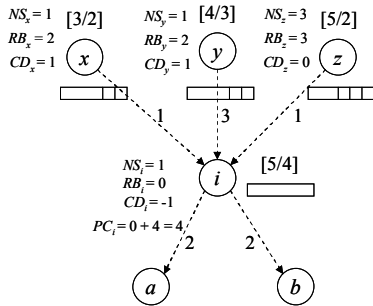 NSx = 1
RBx = 2
CDx = 1
[3/2]
x
NSy = 1
RBy = 2
CDy = 1
[4/3]
y
NSz = 3
RBz = 3
CDz = 0
[5/2]
z
1
3
1
NSi = 1
RBi = 0
CDi = -1
PCi = 0 + 4 = 4
i
[5/4]
2
2
a
b